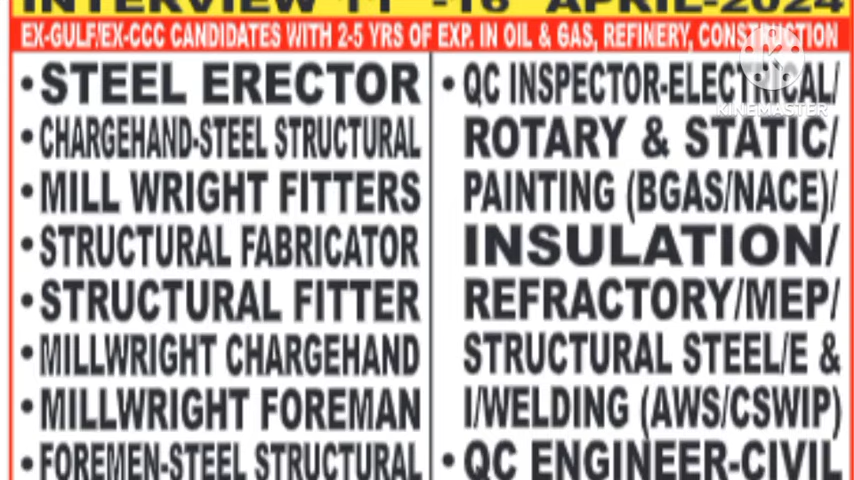 INTERVIEW 11 -16 APRIL-2024
EX-GULF/EX-CCC CANDIDATES WITH 2-5 YRS OF EXP. IN OIL & GAS, REFINERY, CONSTRUCTION
• STEEL ERECTOR
• CHARGEHAND-STEEL STRUCTURAL
• MILL WRIGHT FITTERS
• STRUCTURAL FABRICATOR
• STRUCTURAL FITTER
• MILLWRIGHT CHARGEHAND
• MILLWRIGHT FOREMAN
• FOREMEN-STEEL STRUCTURAL
• QC INSPECTOR-ELECTRICAL/
ROTARY & STATIC/
PAINTING (BGAS/NACE)/
INSULATION/
REFRACTORY/MEP/
STRUCTURAL STEEL/E &
I/WELDING (AWS/CSWIP)
• QC ENGINEER-CIVIL
K
KINEMASTER